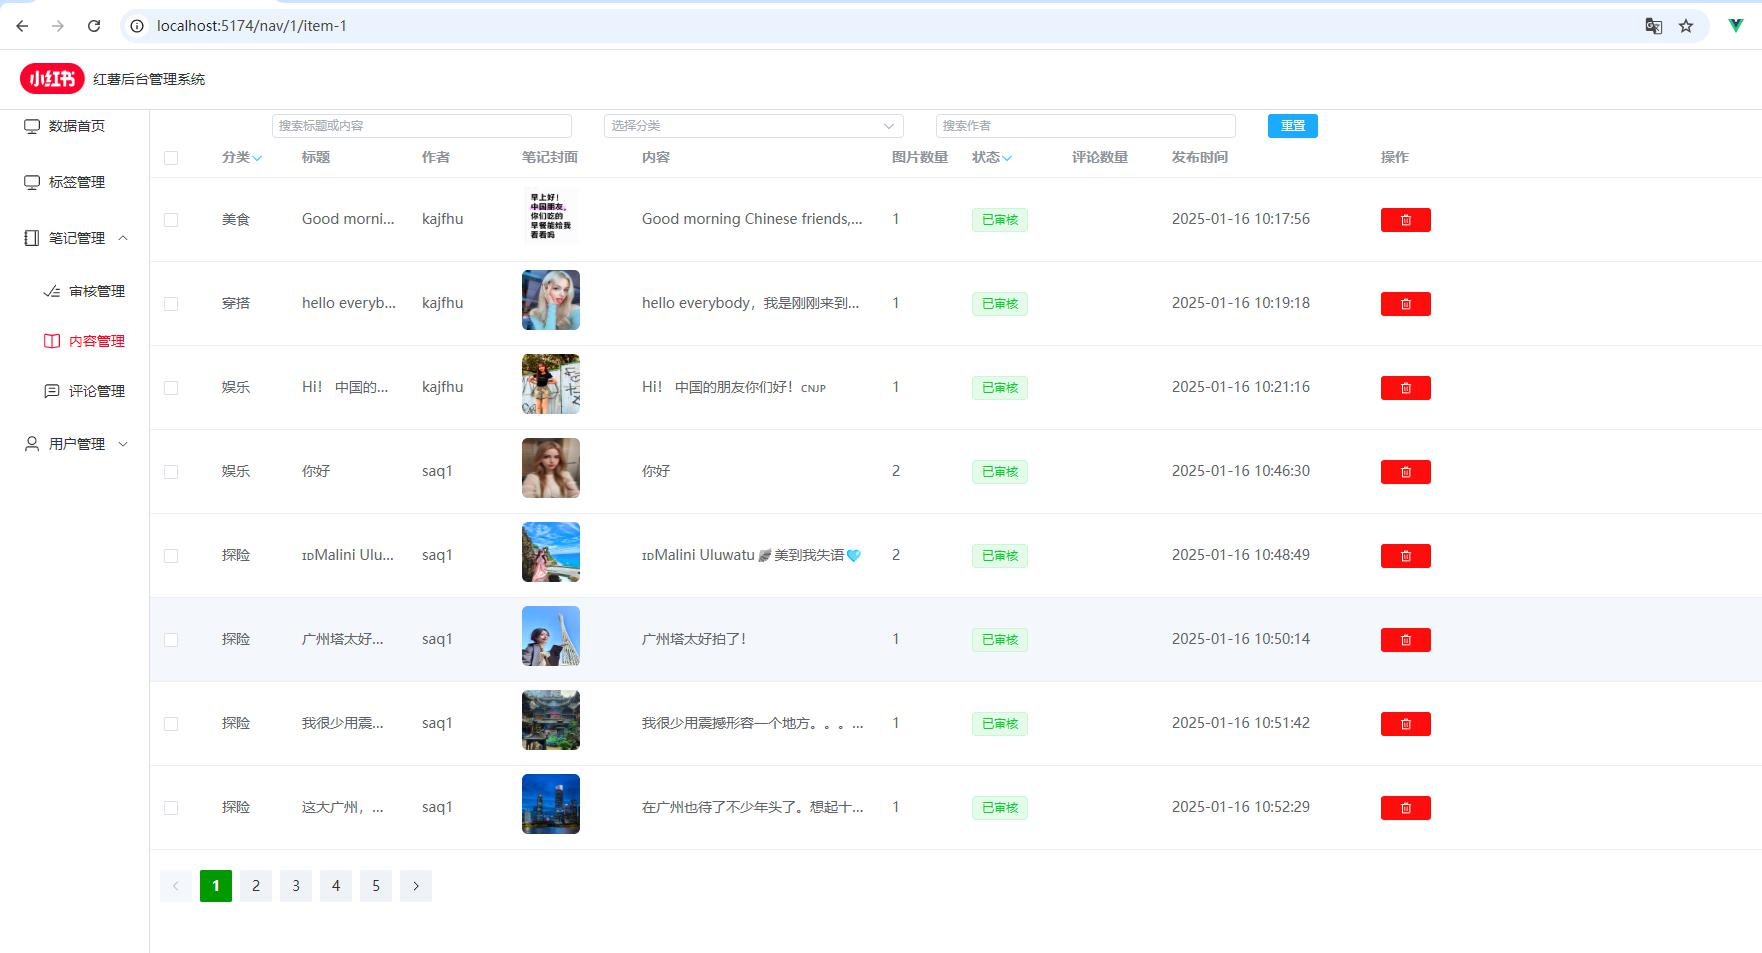 localhost:5174/nav/1/item-1
小红书 红薯后台管理系统
数据首页
标签管理
笔记管理
审核管理
内容管理
评论管理
用户管理
搜索标题或内容 选择分类 搜索作者 重置
分类 标题 作者 笔记封面 内容 图片数量 状态 评论数量 发布时间 操作
美食 Good morni... kajfhu Good morning Chinese friends,... 1 已审核 2025-01-16 10:17:56
早上好！
中国朋友，
你们吃的
早餐能给我
看看吗
穿搭 hello everyb... kajfhu hello everybody，我是刚刚来到... 1 已审核 2025-01-16 10:19:18
娱乐 Hi！ 中国的... kajfhu Hi！ 中国的朋友你们好！ CNJP 1 已审核 2025-01-16 10:21:16
娱乐 你好 saq1 你好 2 已审核 2025-01-16 10:46:30
探险 ɪᴅMalini Ulu... saq1 ɪᴅMalini Uluwatu 🪽美到我失语🩵 2 已审核 2025-01-16 10:48:49
探险 广州塔太好... saq1 广州塔太好拍了！ 1 已审核 2025-01-16 10:50:14
探险 我很少用震... saq1 我很少用震撼形容一个地方。。。... 1 已审核 2025-01-16 10:51:42
探险 这大广州，... saq1 在广州也待了不少年头了。想起十... 1 已审核 2025-01-16 10:52:29
1 2 3 4 5